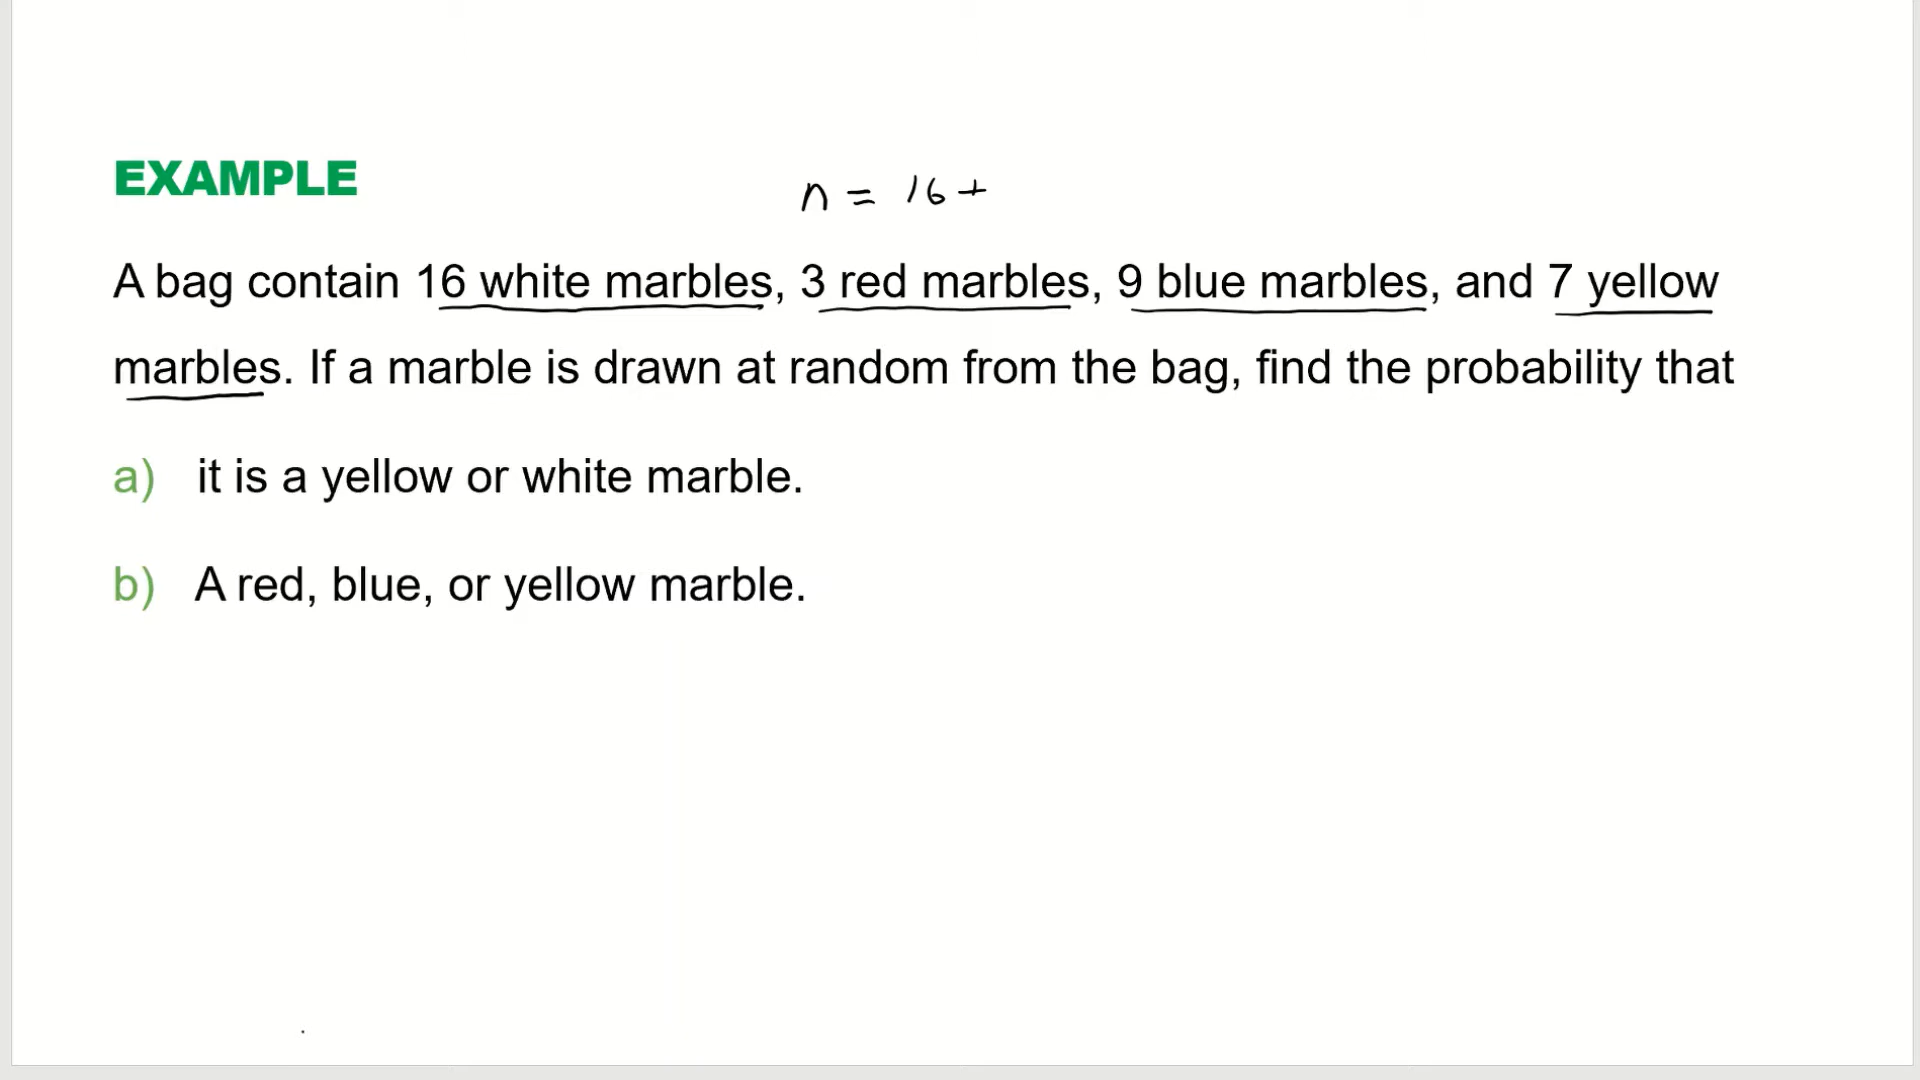 EXAMPLE
n = 16 +
A bag contain 16 white marbles, 3 red marbles, 9 blue marbles, and 7 yellow
marbles. If a marble is drawn at random from the bag, find the probability that
a) it is a yellow or white marble.
b) A red, blue, or yellow marble.